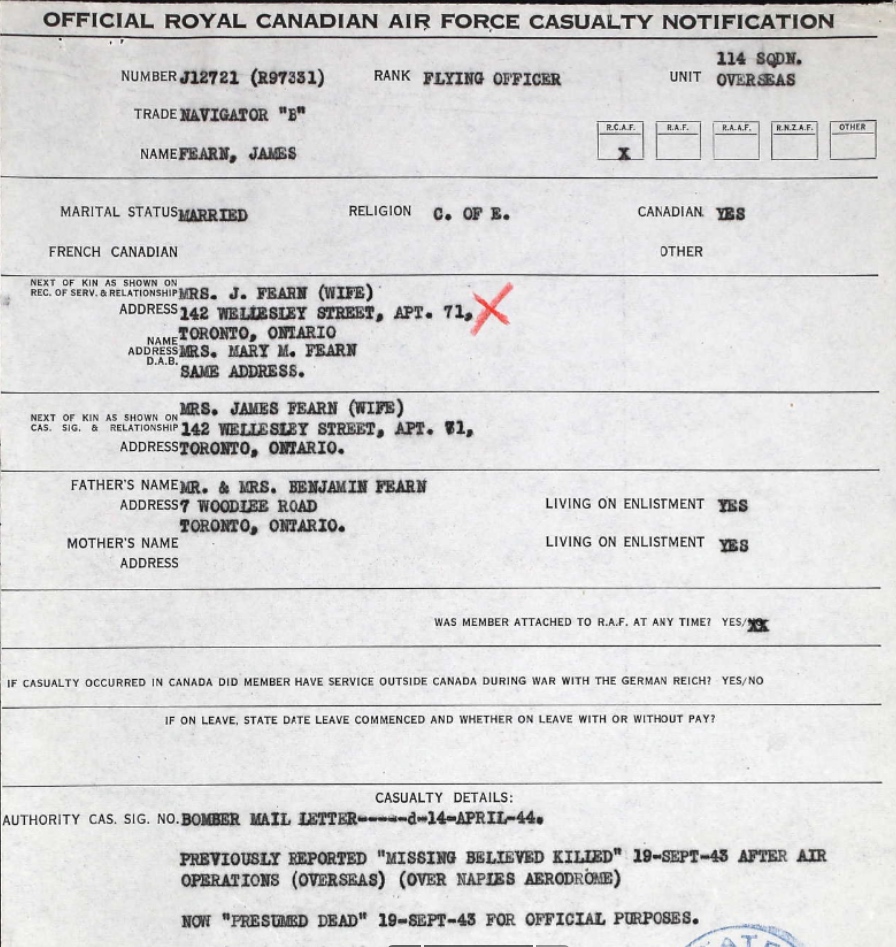 OFFICIAL ROYAL CANADIAN AIR FORCE CASUALTY NOTIFICATION
114 SQDN.
NUMBER J12721 (R97331) RANK FLYING OFFICER UNIT OVERSEAS
TRADE NAVIGATOR "B"
R.C.A.F. R.A.F. R.A.A.F. R.N.Z.A.F. OTHER
NAME FEARN, JAMES X
MARITAL STATUS MARRIED RELIGION C. OF E. CANADIAN YES
FRENCH CANADIAN OTHER
NEXT OF KIN AS SHOWN ON
REC. OF SERV. & RELATIONSHIP MRS. J. FEARN (WIFE)
ADDRESS 142 WELLESLEY STREET, APT. 71,
TORONTO, ONTARIO
NAME
ADDRESS MRS. MARY M. FEARN
D.A.B.
SAME ADDRESS.
MRS. JAMES FEARN (WIFE)
NEXT OF KIN AS SHOWN ON
CAS. SIG. & RELATIONSHIP 142 WELLESLEY STREET, APT. 71,
ADDRESS TORONTO, ONTARIO.
FATHER'S NAME MR. & MRS. BENJAMIN FEARN
ADDRESS 7 WOODLEE ROAD LIVING ON ENLISTMENT YES
TORONTO, ONTARIO.
MOTHER'S NAME LIVING ON ENLISTMENT YES
ADDRESS
WAS MEMBER ATTACHED TO R.A.F. AT ANY TIME? YES/XX
IF CASUALTY OCCURRED IN CANADA DID MEMBER HAVE SERVICE OUTSIDE CANADA DURING WAR WITH THE GERMAN REICH? YES/NO
IF ON LEAVE, STATE DATE LEAVE COMMENCED AND WHETHER ON LEAVE WITH OR WITHOUT PAY?
CASUALTY DETAILS:
AUTHORITY CAS. SIG. NO. BOMBER MAIL LETTER-----d-14-APRIL-44.
PREVIOUSLY REPORTED "MISSING BELIEVED KILLED" 19-SEPT-43 AFTER AIR
OPERATIONS (OVERSEAS) (OVER NAPLES AERODROME)
NOW "PRESUMED DEAD" 19-SEPT-43 FOR OFFICIAL PURPOSES.